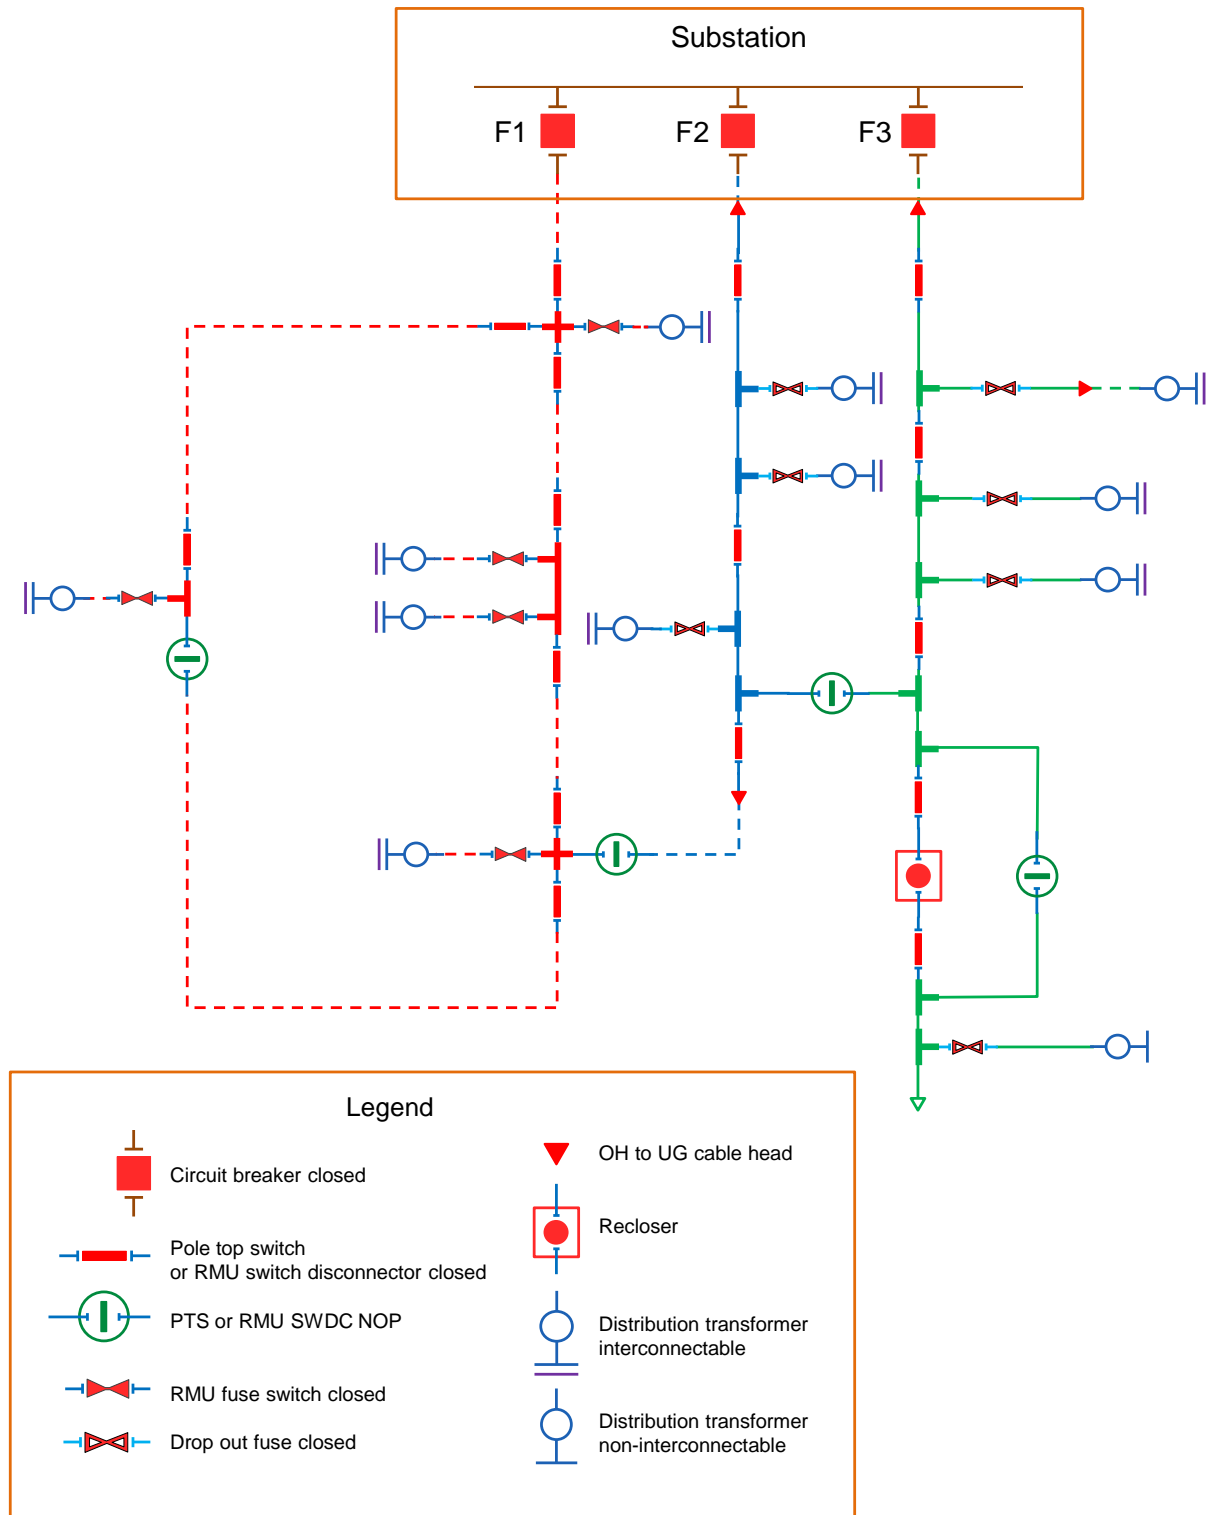 Substation
F1
F2
F3
Legend
Circuit breaker closed
Pole top switch
or RMU switch disconnector closed
PTS or RMU SWDC NOP
RMU fuse switch closed
Drop out fuse closed
OH to UG cable head
Recloser
Distribution transformer
interconnectable
Distribution transformer
non-interconnectable